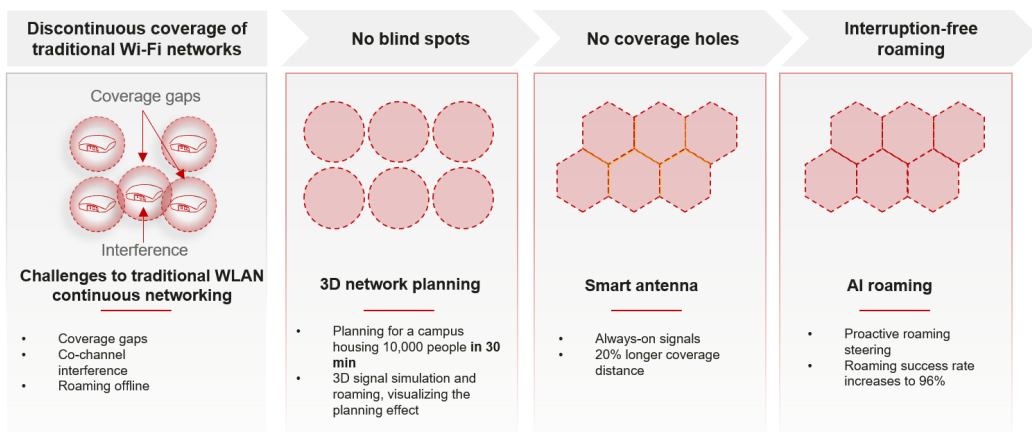 Discontinuous coverage of
traditional Wi-Fi networks
No blind spots
No coverage holes
Interruption-free
roaming
Coverage gaps
Interference
Challenges to traditional WLAN
continuous networking
• Coverage gaps
• Co-channel
interference
• Roaming offline
3D network planning
• Planning for a campus
housing 10,000 people in 30
min
• 3D signal simulation and
roaming, visualizing the
planning effect
Smart antenna
• Always-on signals
• 20% longer coverage
distance
AI roaming
• Proactive roaming
steering
• Roaming success rate
increases to 96%